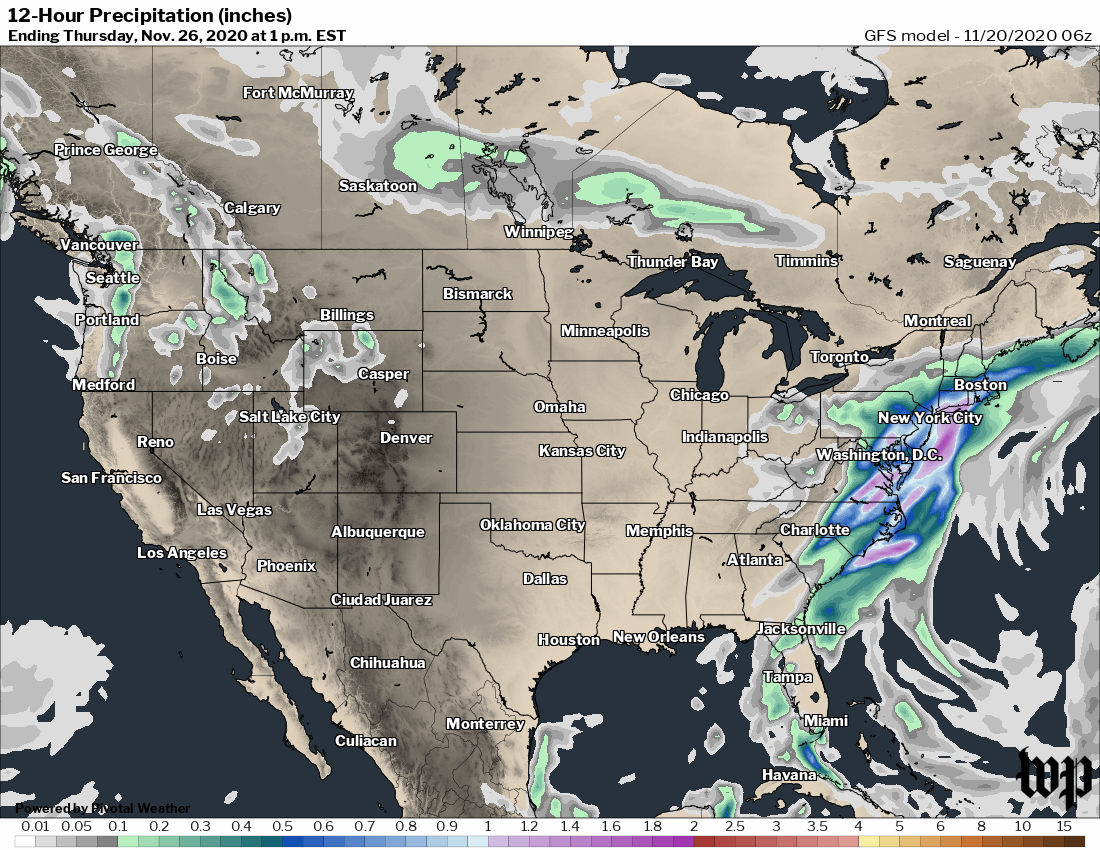 12-Hour Precipitation (inches)
Ending Thursday, Nov. 26, 2020 at 1 p.m. EST
GFS model - 11/20/2020 06z
Fort McMurray
Prince George
Saskatoon
Calgary
Winnipeg
Vancouver
Thunder Bay
Timmins
Saguenay
Seattle
Bismarck
Portland
Billings
Minneapolis
Montreal
Boise
Casper
Toronto
Medford
Boston
Chicago
Omaha
Salt Lake City
New York City
Reno
Denver
Indianapolis
Kansas City
Washington, D.C.
San Francisco
Las Vegas
Oklahoma City
Albuquerque
Memphis
Charlotte
Los Angeles
Phoenix
Atlanta
Dallas
Ciudad Juarez
Jacksonville
Houston
New Orleans
Chihuahua
Tampa
Monterrey
Miami
Culiacan
Havana
wp
Powered by Pivotal Weather
0.01 0.05 0.1 0.2 0.3 0.4 0.5 0.6 0.7 0.8 0.9 1 1.2 1.4 1.6 1.8 2 2.5 3 3.5 4 5 6 8 10 15